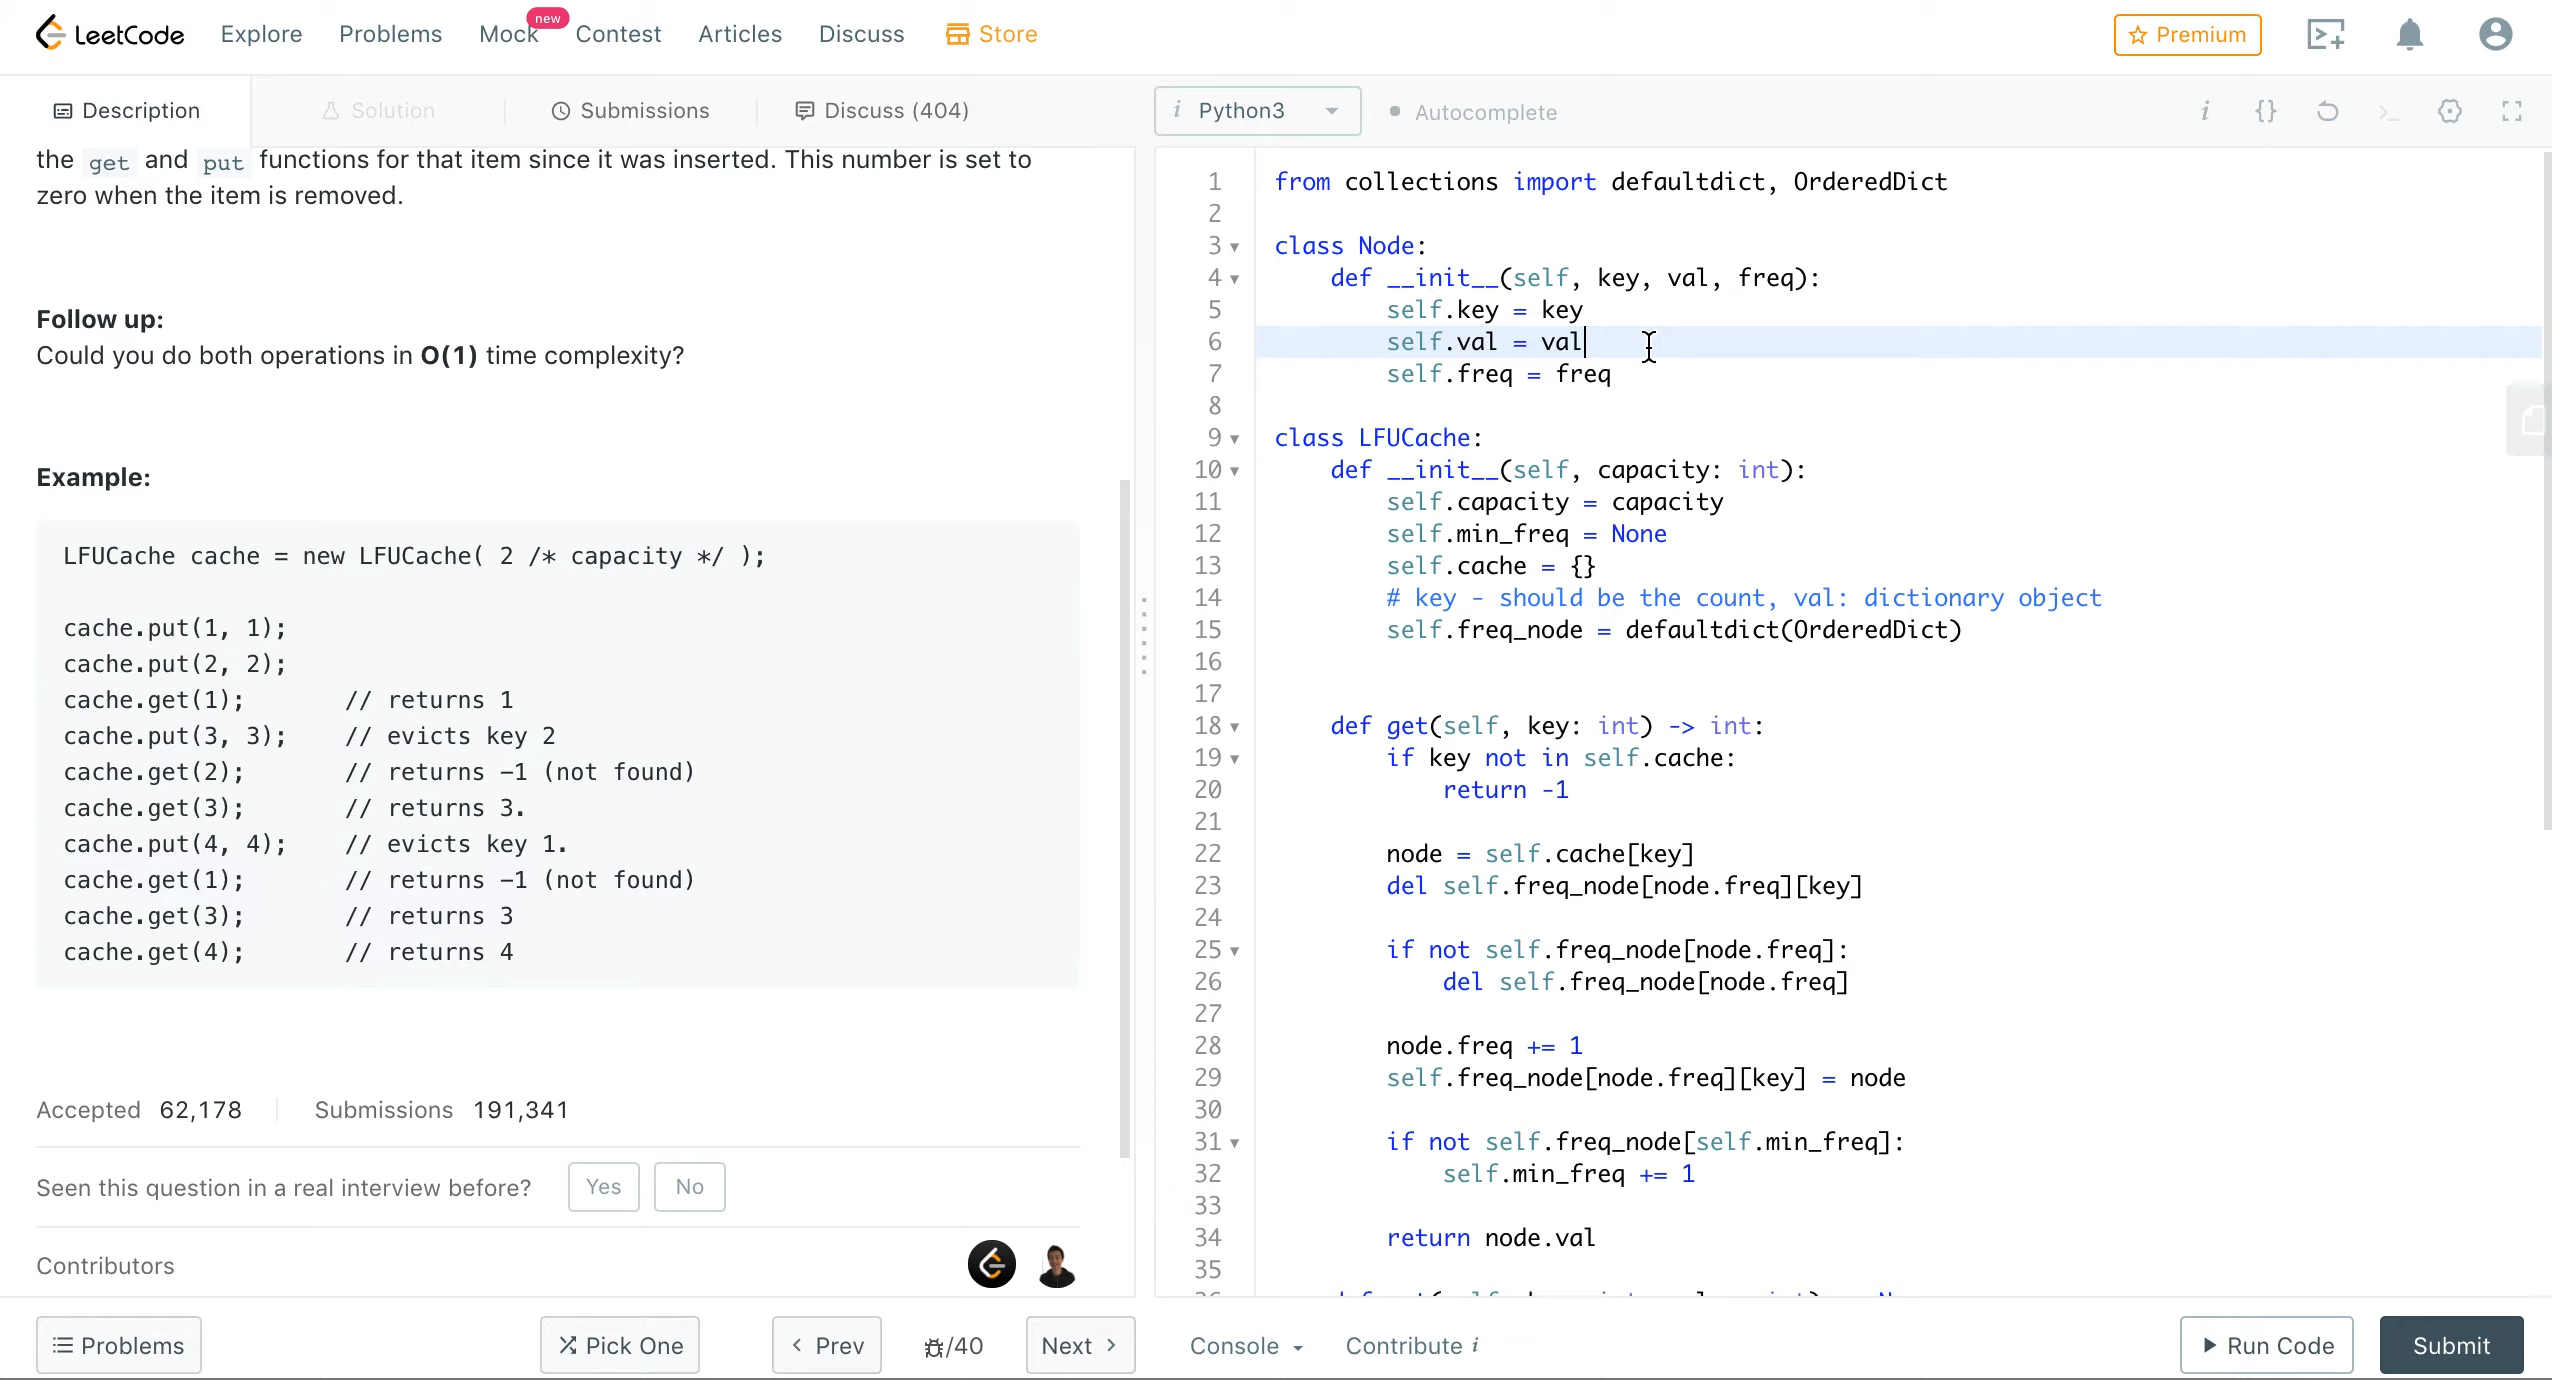 LeetCode Explore Problems Mock new Contest Articles Discuss Store Premium
Description Solution Submissions Discuss (404)
the get and put functions for that item since it was inserted. This number is set to
zero when the item is removed.
Follow up:
Could you do both operations in O(1) time complexity?
Example:
LFUCache cache = new LFUCache( 2 /* capacity */ );
cache.put(1, 1);
cache.put(2, 2);
cache.get(1);       // returns 1
cache.put(3, 3);    // evicts key 2
cache.get(2);       // returns -1 (not found)
cache.get(3);       // returns 3.
cache.put(4, 4);    // evicts key 1.
cache.get(1);       // returns -1 (not found)
cache.get(3);       // returns 3
cache.get(4);       // returns 4
Accepted 62,178 Submissions 191,341
Seen this question in a real interview before? Yes No
Contributors
Problems Pick One < Prev /40 Next >
i Python3 Autocomplete i {} >_
1 from collections import defaultdict, OrderedDict
2
3 class Node:
4     def __init__(self, key, val, freq):
5         self.key = key
6         self.val = val
7         self.freq = freq
8
9 class LFUCache:
10     def __init__(self, capacity: int):
11         self.capacity = capacity
12         self.min_freq = None
13         self.cache = {}
14         # key - should be the count, val: dictionary object
15         self.freq_node = defaultdict(OrderedDict)
16
17
18     def get(self, key: int) -> int:
19         if key not in self.cache:
20             return -1
21
22         node = self.cache[key]
23         del self.freq_node[node.freq][key]
24
25         if not self.freq_node[node.freq]:
26             del self.freq_node[node.freq]
27
28         node.freq += 1
29         self.freq_node[node.freq][key] = node
30
31         if not self.freq_node[self.min_freq]:
32             self.min_freq += 1
33
34         return node.val
35
Console Contribute i Run Code Submit